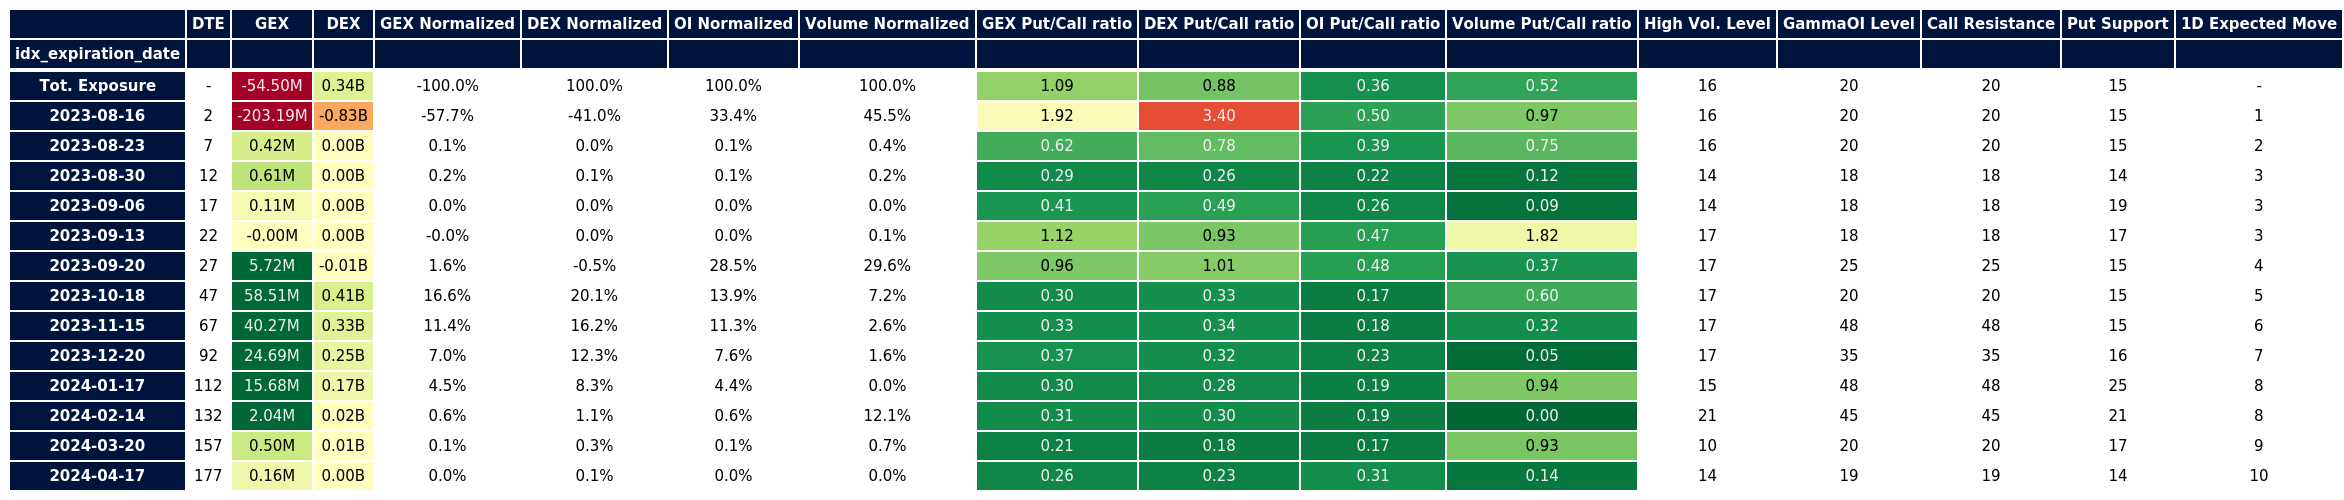 DTE GEX DEX GEX Normalized DEX Normalized OI Normalized Volume Normalized GEX Put/Call ratio DEX Put/Call ratio OI Put/Call ratio Volume Put/Call ratio High Vol. Level GammaOI Level Call Resistance Put Support 1D Expected Move
idx_expiration_date
Tot. Exposure - -54.50M 0.34B -100.0% 100.0% 100.0% 100.0% 1.09 0.88 0.36 0.52 16 20 20 15 -
2023-08-16 2 -203.19M -0.83B -57.7% -41.0% 33.4% 45.5% 1.92 3.40 0.50 0.97 16 20 20 15 1
2023-08-23 7 0.42M 0.00B 0.1% 0.0% 0.1% 0.4% 0.62 0.78 0.39 0.75 16 20 20 15 2
2023-08-30 12 0.61M 0.00B 0.2% 0.1% 0.1% 0.2% 0.29 0.26 0.22 0.12 14 18 18 14 3
2023-09-06 17 0.11M 0.00B 0.0% 0.0% 0.0% 0.0% 0.41 0.49 0.26 0.09 14 18 18 19 3
2023-09-13 22 -0.00M 0.00B -0.0% 0.0% 0.0% 0.1% 1.12 0.93 0.47 1.82 17 18 18 17 3
2023-09-20 27 5.72M -0.01B 1.6% -0.5% 28.5% 29.6% 0.96 1.01 0.48 0.37 17 25 25 15 4
2023-10-18 47 58.51M 0.41B 16.6% 20.1% 13.9% 7.2% 0.30 0.33 0.17 0.60 17 20 20 15 5
2023-11-15 67 40.27M 0.33B 11.4% 16.2% 11.3% 2.6% 0.33 0.34 0.18 0.32 17 48 48 15 6
2023-12-20 92 24.69M 0.25B 7.0% 12.3% 7.6% 1.6% 0.37 0.32 0.23 0.05 17 35 35 16 7
2024-01-17 112 15.68M 0.17B 4.5% 8.3% 4.4% 0.0% 0.30 0.28 0.19 0.94 15 48 48 25 8
2024-02-14 132 2.04M 0.02B 0.6% 1.1% 0.6% 12.1% 0.31 0.30 0.19 0.00 21 45 45 21 8
2024-03-20 157 0.50M 0.01B 0.1% 0.3% 0.1% 0.7% 0.21 0.18 0.17 0.93 10 20 20 17 9
2024-04-17 177 0.16M 0.00B 0.0% 0.1% 0.0% 0.0% 0.26 0.23 0.31 0.14 14 19 19 14 10